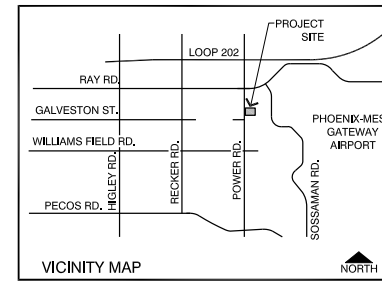 PROJECT
SITE
LOOP 202
RAY RD.
GALVESTON ST.
PHOENIX-MES
GATEWAY
AIRPORT
WILLIAMS FIELD RD.
HIGLEY RD.
RECKER RD.
POWER RD.
SOSSAMAN RD.
PECOS RD.
VICINITY MAP
NORTH